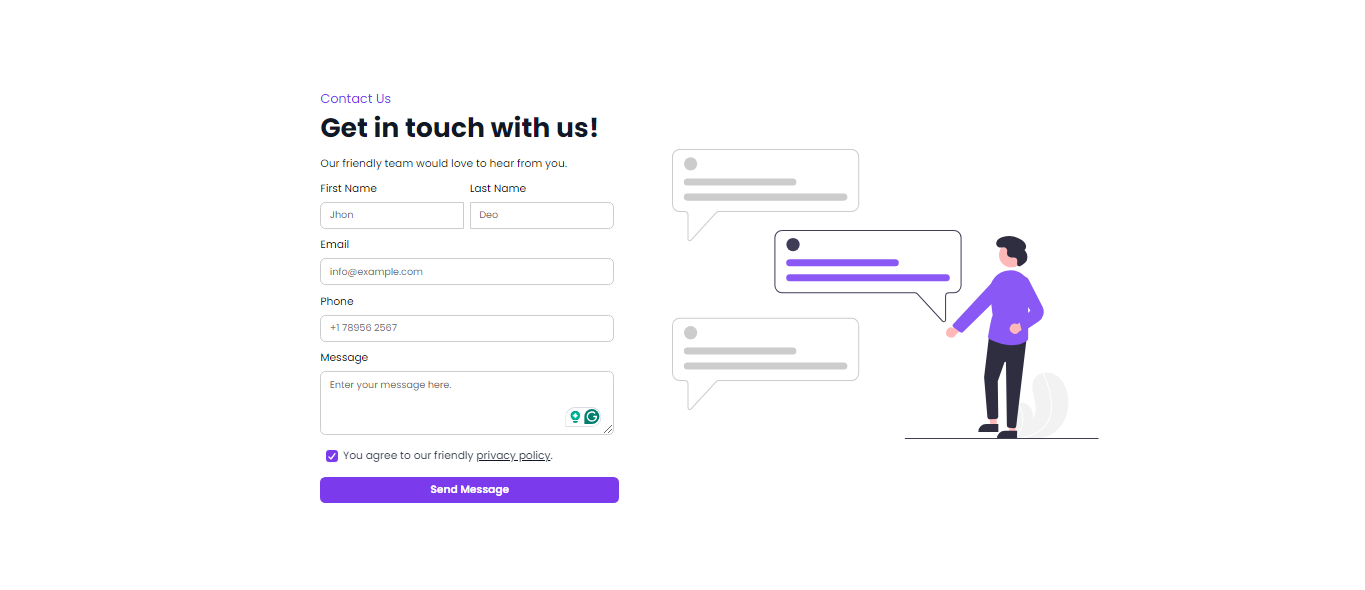 Contact Us
Get in touch with us!
Our friendly team would love to hear from you.
First Name Last Name
Jhon Deo
Email
info@example.com
Phone
+1 78956 2567
Message
Enter your message here.
You agree to our friendly privacy policy.
Send Message